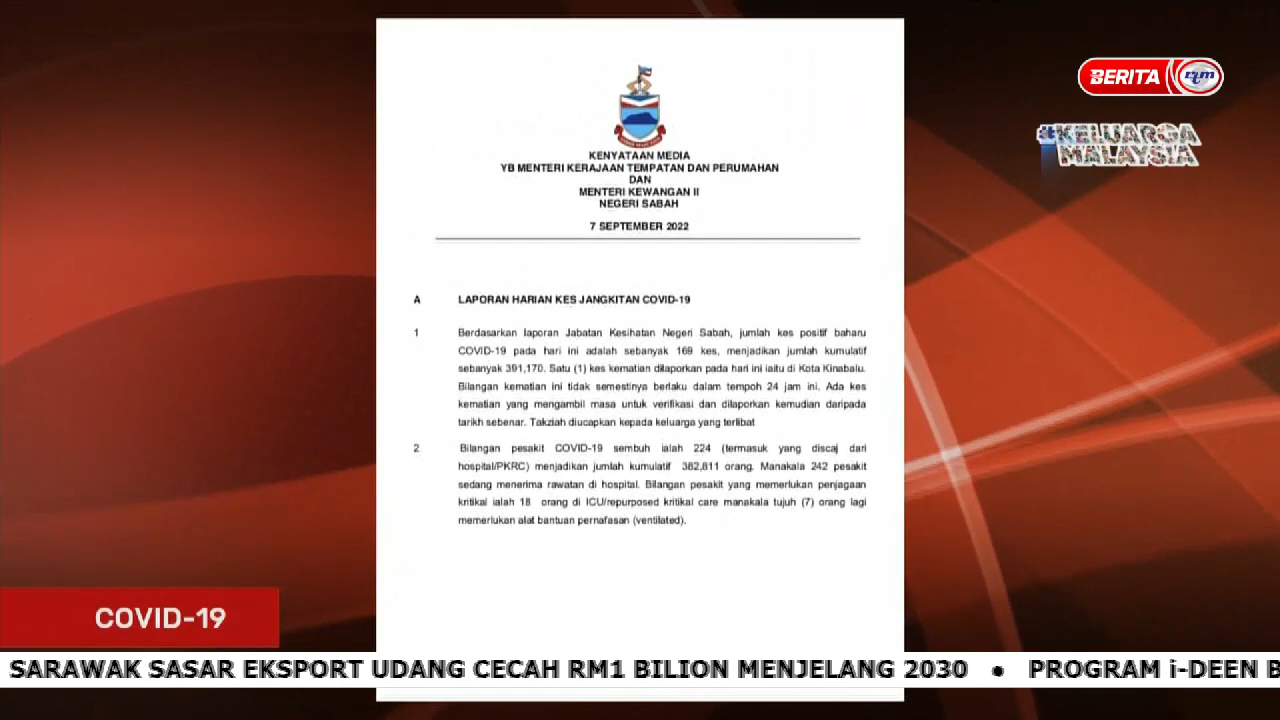 BERITA rtm
#KELUARGA
MALAYSIA
KENYATAAN MEDIA
YB MENTERI KERAJAAN TEMPATAN DAN PERUMAHAN
DAN
MENTERI KEWANGAN II
NEGERI SABAH
7 SEPTEMBER 2022
A LAPORAN HARIAN KES JANGKITAN COVID-19
1 Berdasarkan laporan Jabatan Kesihatan Negeri Sabah, jumlah kes positif baharu
COVID-19 pada hari ini adalah sebanyak 169 kes, menjadikan jumlah kumulatif
sebanyak 391,170. Satu (1) kes kematian dilaporkan pada hari ini iaitu di Kota Kinabalu.
Bilangan kematian ini tidak semestinya berlaku dalam tempoh 24 jam ini. Ada kes
kematian yang mengambil masa untuk verifikasi dan dilaporkan kemudian daripada
tarikh sebenar. Takziah diucapkan kepada keluarga yang terlibat
2 Bilangan pesakit COVID-19 sembuh ialah 224 (termasuk yang discaj dari
hospital/PKRC) menjadikan jumlah kumulatif 382,811 orang. Manakala 242 pesakit
sedang menerima rawatan di hospital. Bilangan pesakit yang memerlukan penjagaan
kritikal ialah 18 orang di ICU/repurposed kritikal care manakala tujuh (7) orang lagi
memerlukan alat bantuan pernafasan (ventilated).
COVID-19
SARAWAK SASAR EKSPORT UDANG CECAH RM1 BILION MENJELANG 2030 • PROGRAM i-DEEN B